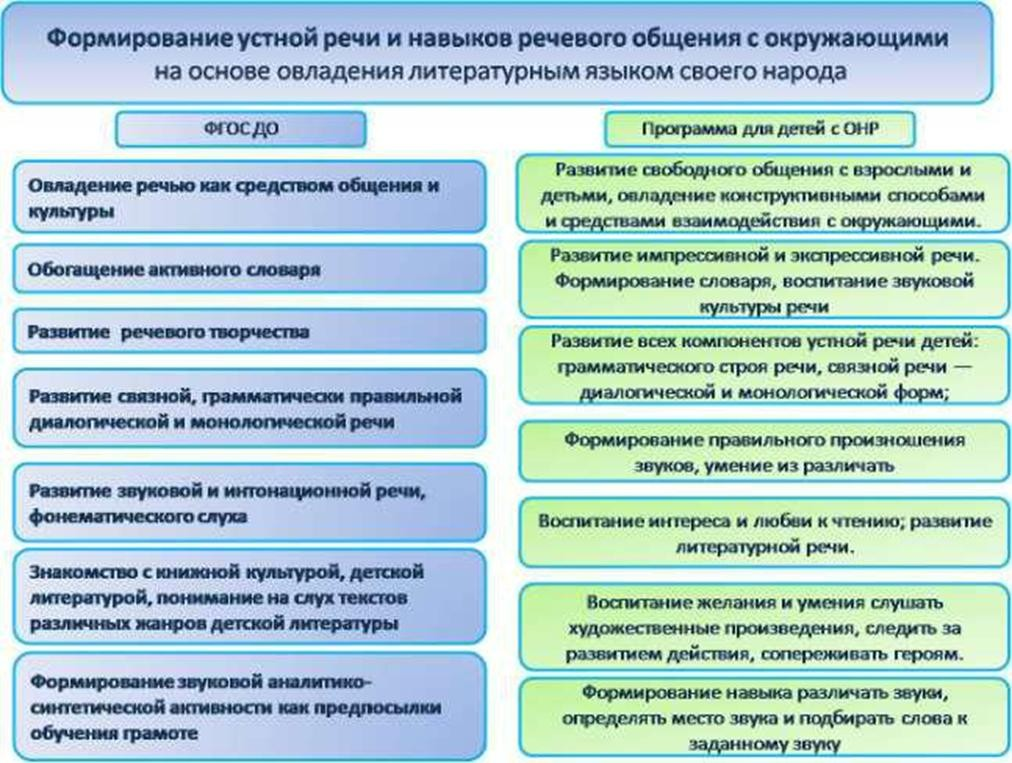 Формирование устной речи и навыков речевого общения с окружающими
на основе овладения литературным языком своего народа
ФГОС ДО
Овладение речью как средством общения и
культуры
Обогащение активного словаря
Развитие речевого творчества
Развитие связной, грамматически правильной
диалогической и монологической речи
Развитие звуковой и интонационной речи,
фонематического слуха
Знакомство с книжной культурой, детской
литературой, понимание на слух текстов
различных жанров детской литературы
Формирование звуковой аналитико-
синтетической активности как предпосылки
обучения грамоте
Программа для детей с ОНР
Развитие свободного общения с взрослыми и
детьми, овладение конструктивными способами
и средствами взаимодействия с окружающими.
Развитие импрессивной и экспрессивной речи.
Формирование словаря, воспитание звуковой
культуры речи
Развитие всех компонентов устной речи детей:
грамматического строя речи, связной речи —
диалогической и монологической форм;
Формирование правильного произношения
звуков, умение из различать
Воспитание интереса и любви к чтению; развитие
литературной речи.
Воспитание желания и умения слушать
художественные произведения, следить за
развитием действия, сопереживать героям.
Формирование навыка различать звуки,
определять место звука и подбирать слова к
заданному звуку